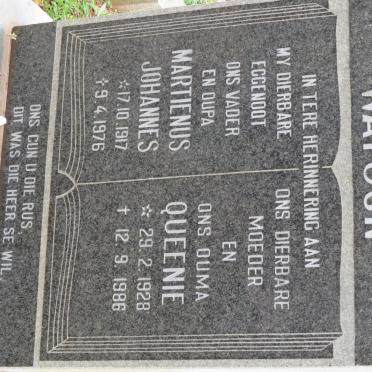 IN TERE HERINNERING AAN
MY DIERBARE
EGGENOOT
ONS VADER
EN OUPA
MARTIENUS
JOHANNES
☆7.10.1917
✝9.4.1976
ONS DIERBARE
MOEDER
EN
ONS OUMA
QUEENIE
☆ 29.2.1928
✝ 12.9.1986
ONS GUN U DIE RUS,
DIT WAS DIE HEER SE WIL.